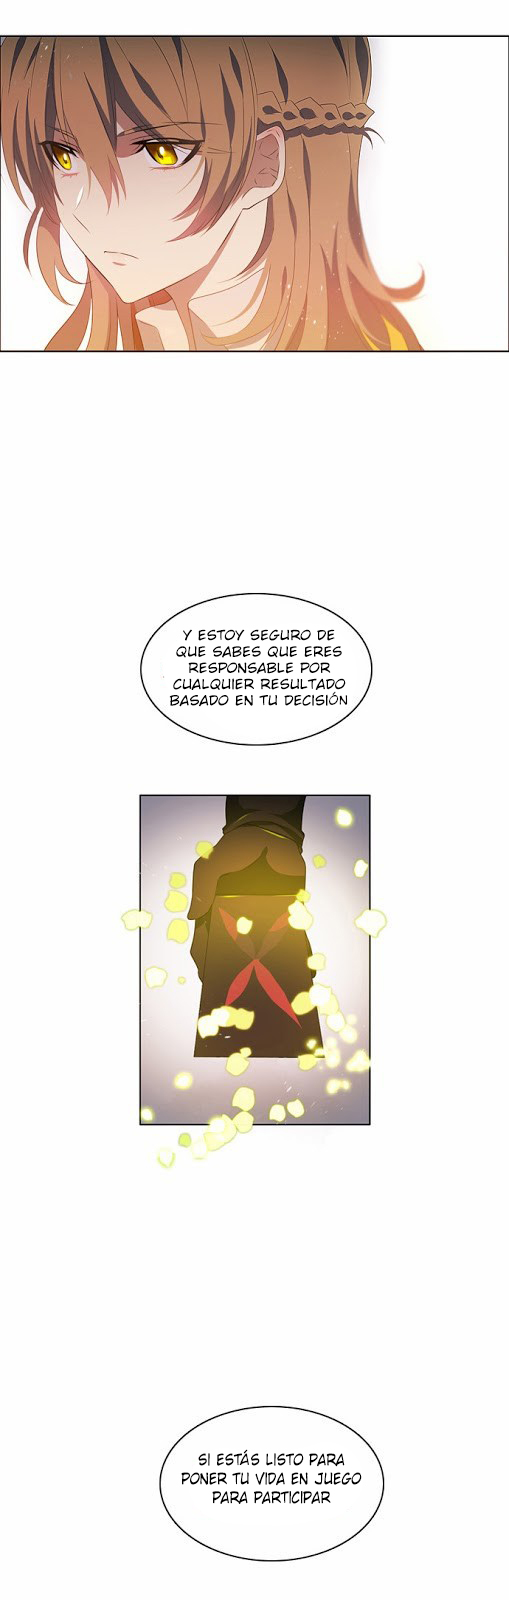 Y ESTOY SEGURO DE
QUE SABES QUE ERES
RESPONSABLE POR
CUALQUIER RESULTADO
BASADO EN TU DECISIÓN
SI ESTÁS LISTO PARA
PONER TU VIDA EN JUEGO
PARA PARTICIPAR